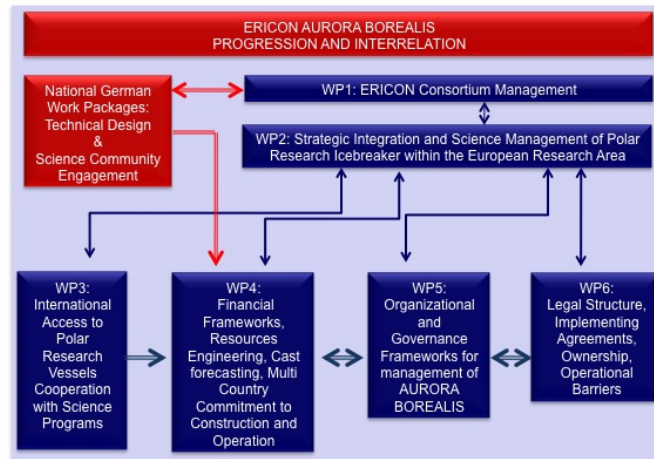 ERICON AURORA BOREALIS
PROGRESSION AND INTERRELATION
National German
Work Packages:
Technical Design
&
Science Community
Engagement
WP1: ERICON Consortium Management
WP2: Strategic Integration and Science Management of Polar
Research Icebreaker within the European Research Area
WP3:
International
Access to
Polar
Research
Vessels
Cooperation
with Science
Programs
WP4:
Financial
Frameworks,
Resources
Engineering, Cast
forecasting, Multi
Country
Commitment to
Construction and
Operation
WP5:
Organizational
and
Governance
Frameworks for
management of
AURORA
BOREALIS
WP6:
Legal Structure,
Implementing
Agreements,
Ownership,
Operational
Barriers